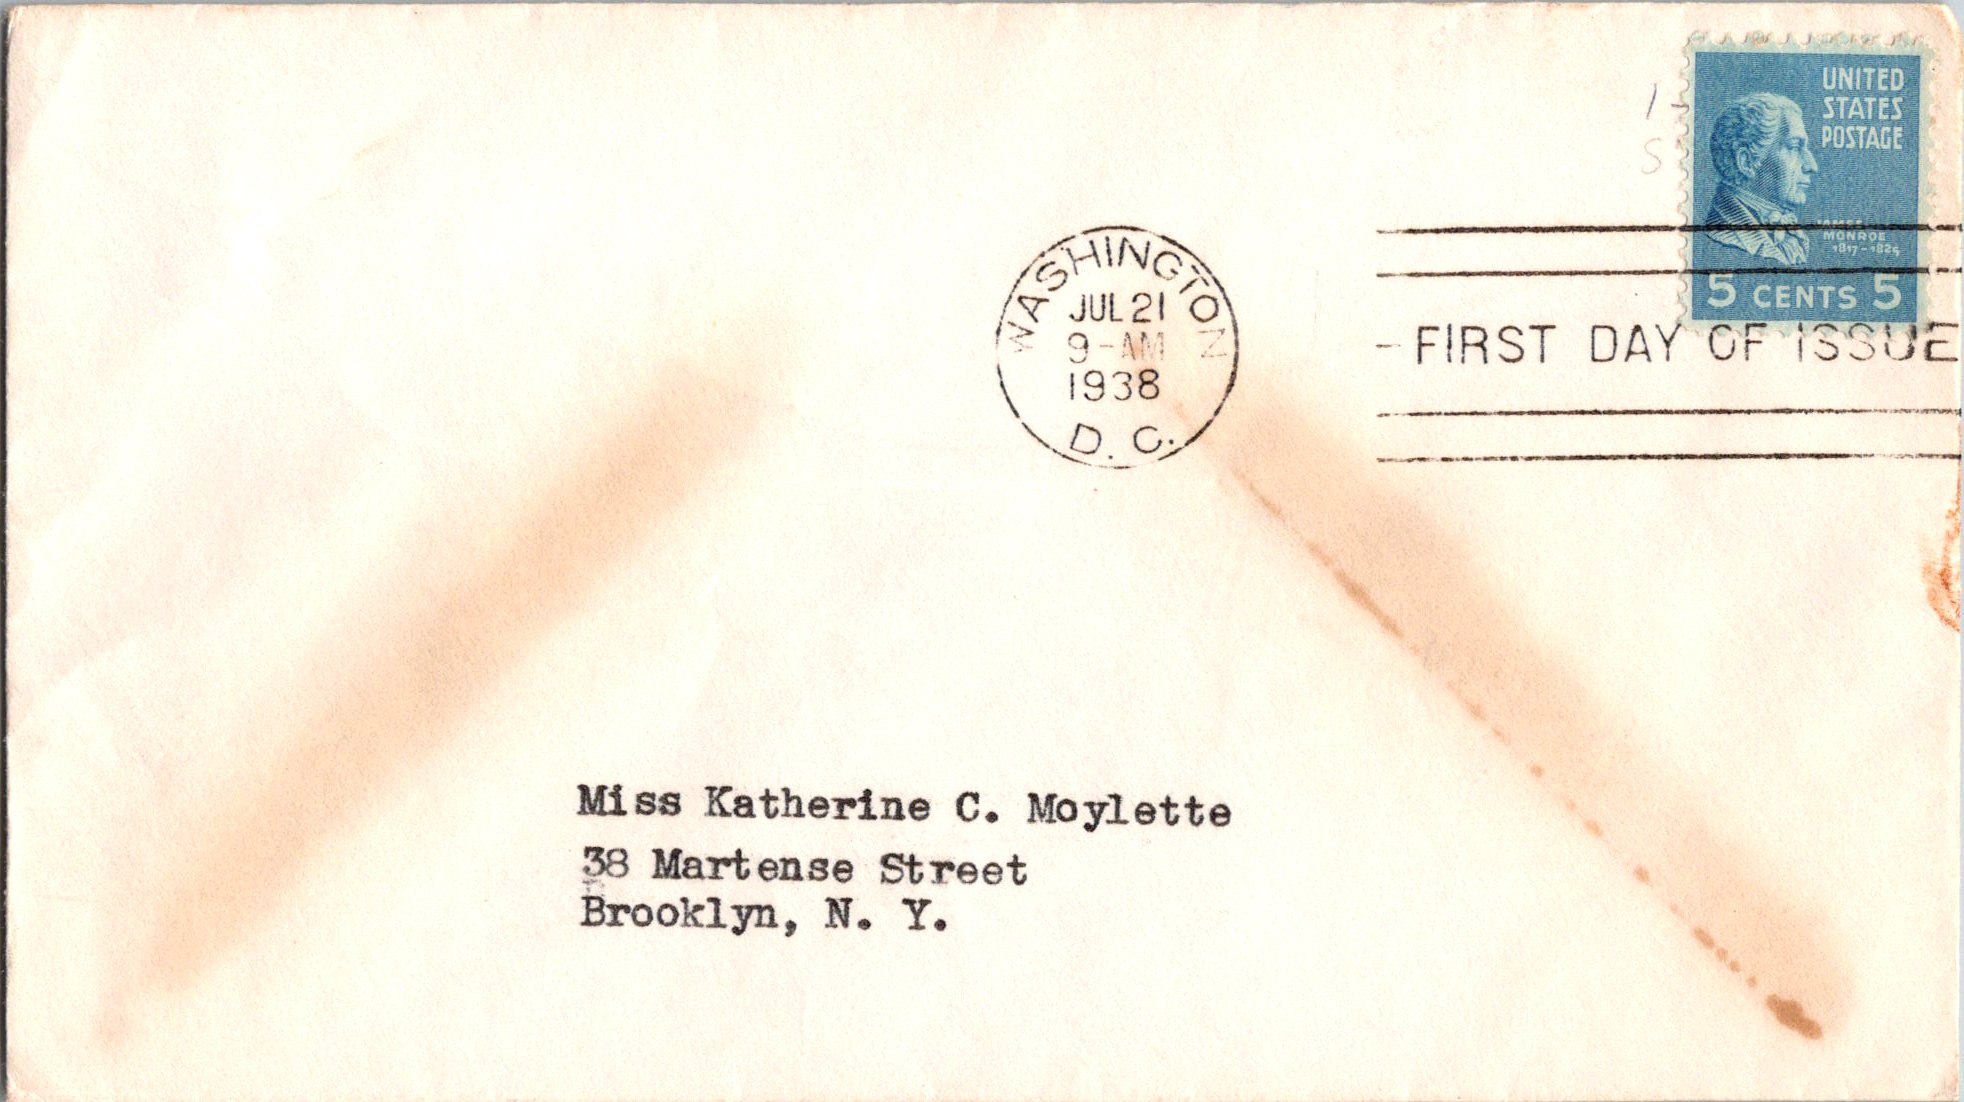 UNITED
STATES
POSTAGE
JAMES
MONROE
1817-1825
5 CENTS 5
WASHINGTON
JUL 21
9-AM
1938
D. C.
FIRST DAY OF ISSUE
Miss Katherine C. Moylette
38 Martense Street
Brooklyn, N. Y.